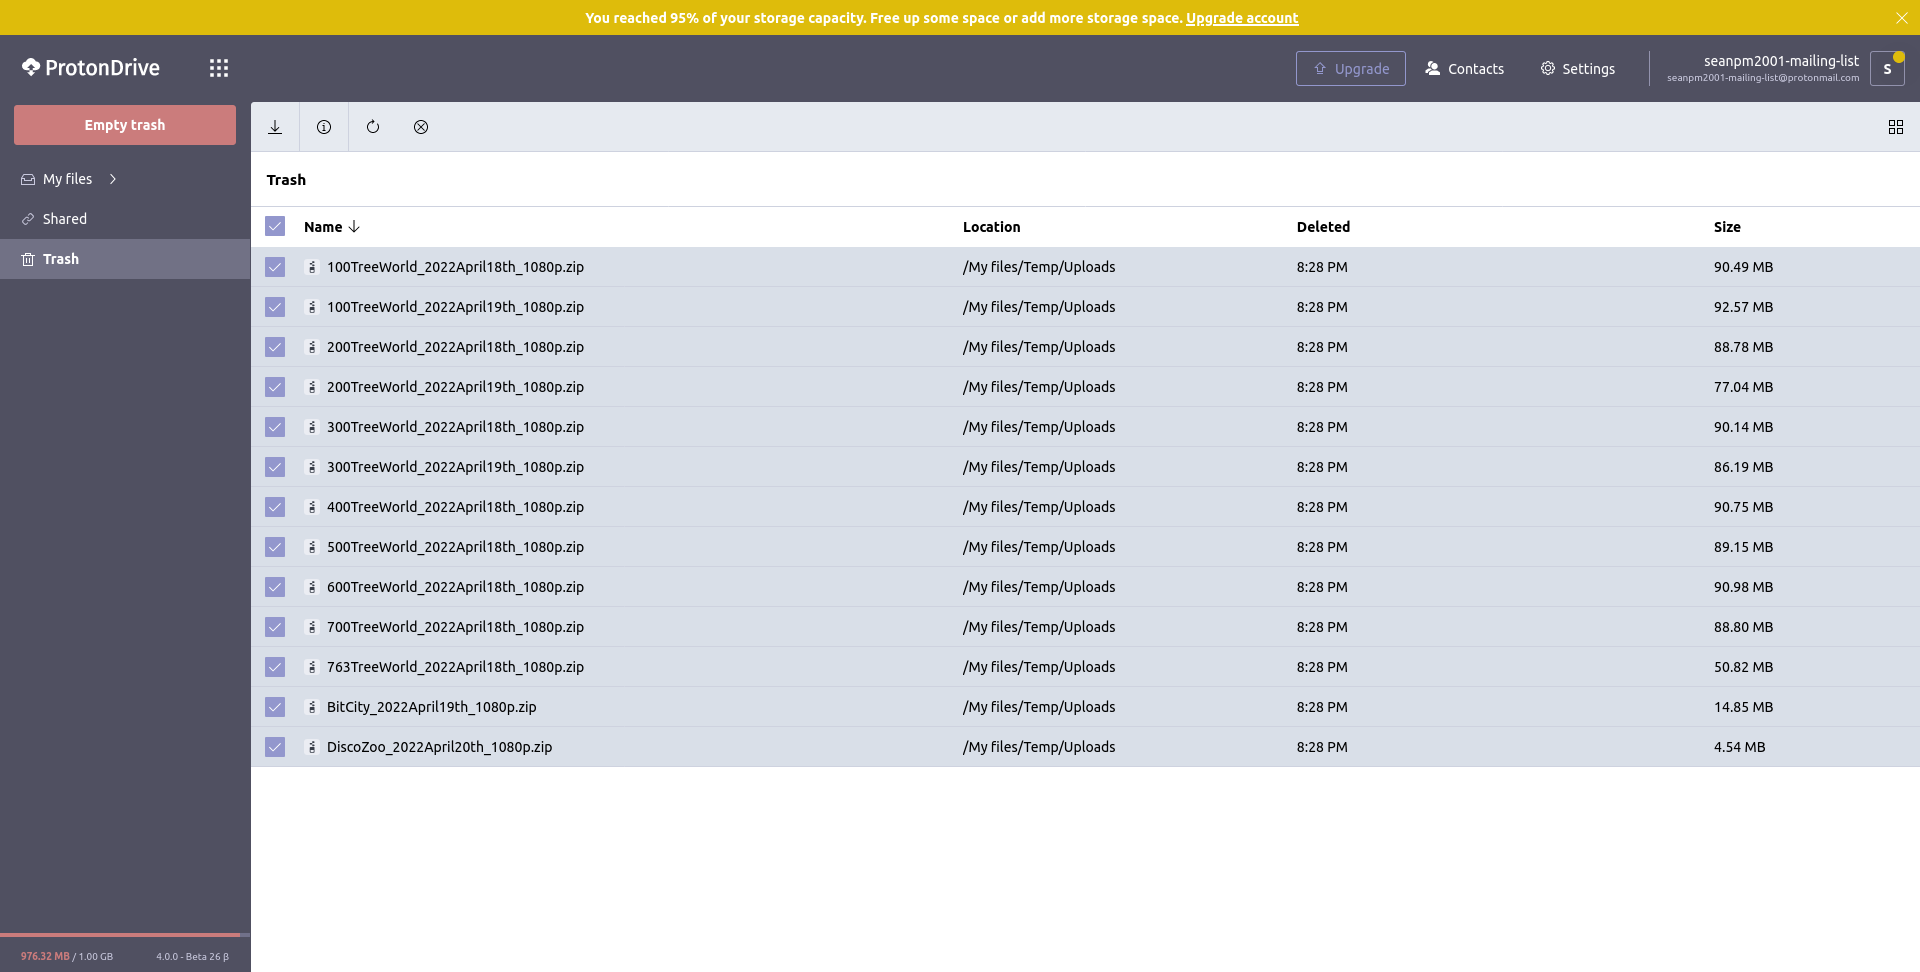 You reached 95% of your storage capacity. Free up some space or add more storage space. Upgrade account
ProtonDrive
Upgrade
Contacts
Settings
seanpm2001-mailing-list
seanpm2001-mailing-list@protonmail.com
S
Empty trash
My files
Shared
Trash
Trash
Name Location Deleted Size
100TreeWorld_2022April18th_1080p.zip /My files/Temp/Uploads 8:28 PM 90.49 MB
100TreeWorld_2022April19th_1080p.zip /My files/Temp/Uploads 8:28 PM 92.57 MB
200TreeWorld_2022April18th_1080p.zip /My files/Temp/Uploads 8:28 PM 88.78 MB
200TreeWorld_2022April19th_1080p.zip /My files/Temp/Uploads 8:28 PM 77.04 MB
300TreeWorld_2022April18th_1080p.zip /My files/Temp/Uploads 8:28 PM 90.14 MB
300TreeWorld_2022April19th_1080p.zip /My files/Temp/Uploads 8:28 PM 86.19 MB
400TreeWorld_2022April18th_1080p.zip /My files/Temp/Uploads 8:28 PM 90.75 MB
500TreeWorld_2022April18th_1080p.zip /My files/Temp/Uploads 8:28 PM 89.15 MB
600TreeWorld_2022April18th_1080p.zip /My files/Temp/Uploads 8:28 PM 90.98 MB
700TreeWorld_2022April18th_1080p.zip /My files/Temp/Uploads 8:28 PM 88.80 MB
763TreeWorld_2022April18th_1080p.zip /My files/Temp/Uploads 8:28 PM 50.82 MB
BitCity_2022April19th_1080p.zip /My files/Temp/Uploads 8:28 PM 14.85 MB
DiscoZoo_2022April20th_1080p.zip /My files/Temp/Uploads 8:28 PM 4.54 MB
976.32 MB / 1.00 GB 4.0.0 - Beta 26 β